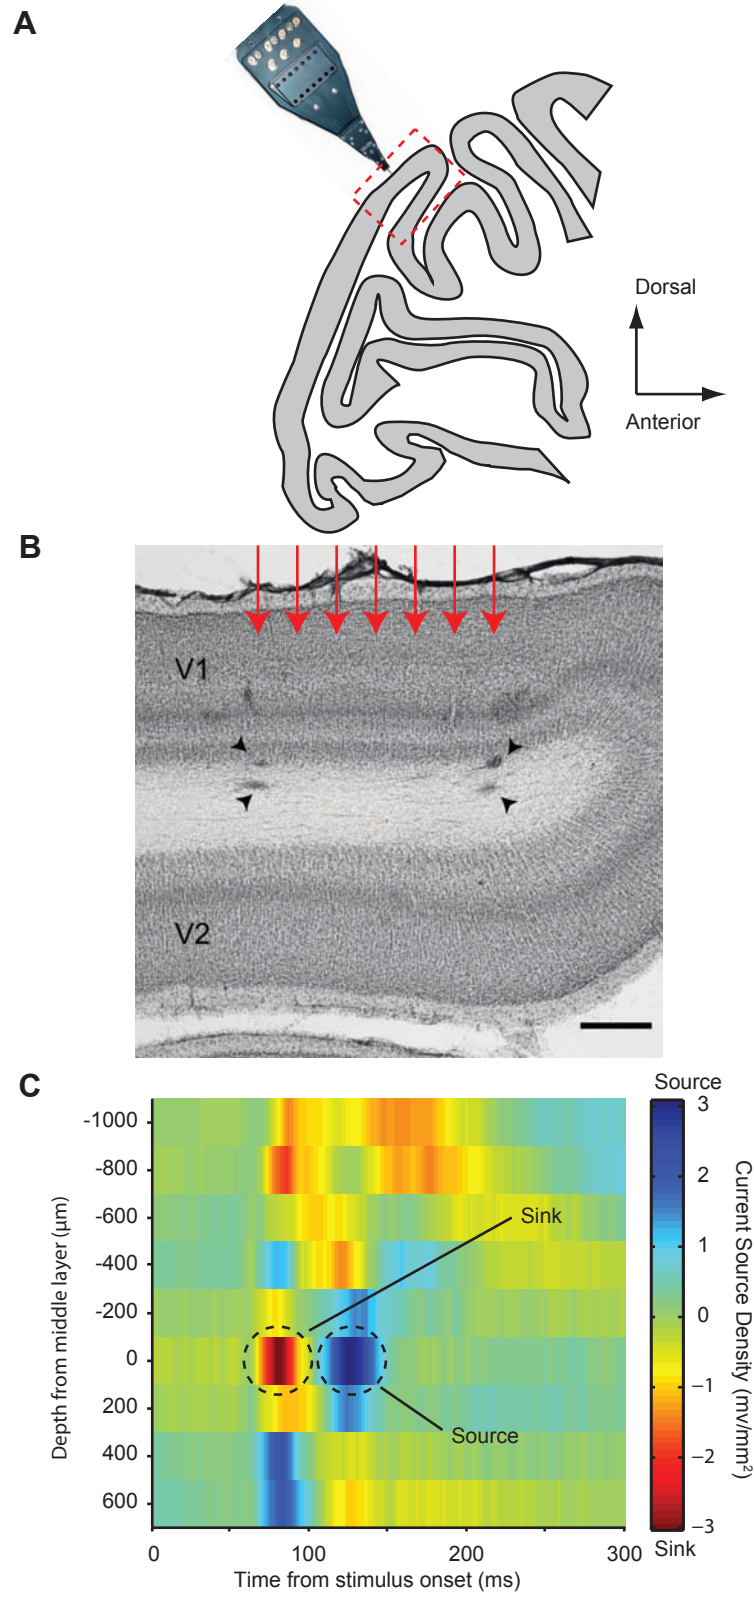 A
Dorsal
Anterior
B
V1
V2
C
Source
-1000
-800
-600
-400
-200
0
200
400
600
Depth from middle layer (µm)
Sink
Source
0
100
200
300
Time from stimulus onset (ms)
3
2
1
0
−1
−2
−3
Sink
Current Source Density (mv/mm²)